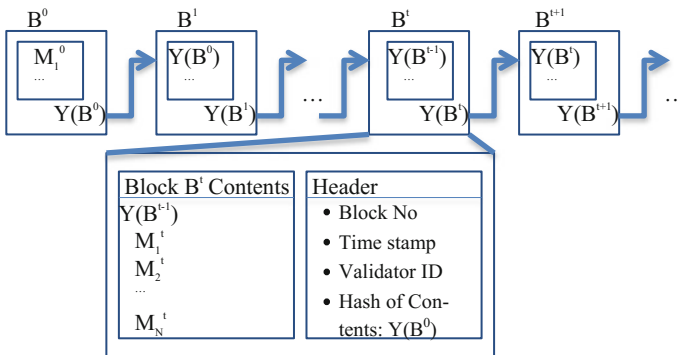 B⁰ B¹ Bᵗ Bᵗ⁺¹
M₁⁰ Y(B⁰) Y(Bᵗ⁻¹) Y(Bᵗ)
... ... ... ...
... ...
Y(B⁰) Y(B¹) Y(Bᵗ) Y(Bᵗ⁺¹)
Block Bᵗ Contents
Y(Bᵗ⁻¹)
M₁ᵗ
M₂ᵗ
...
M_Nᵗ
Header
• Block No
• Time stamp
• Validator ID
• Hash of Con-
tents: Y(B⁰)